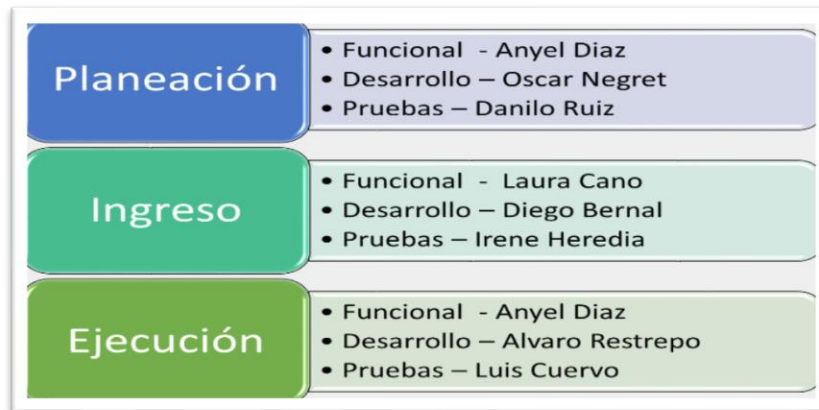 Planeación
• Funcional - Anyel Diaz
• Desarrollo – Oscar Negret
• Pruebas – Danilo Ruiz
Ingreso
• Funcional - Laura Cano
• Desarrollo – Diego Bernal
• Pruebas – Irene Heredia
Ejecución
• Funcional - Anyel Diaz
• Desarrollo – Alvaro Restrepo
• Pruebas – Luis Cuervo